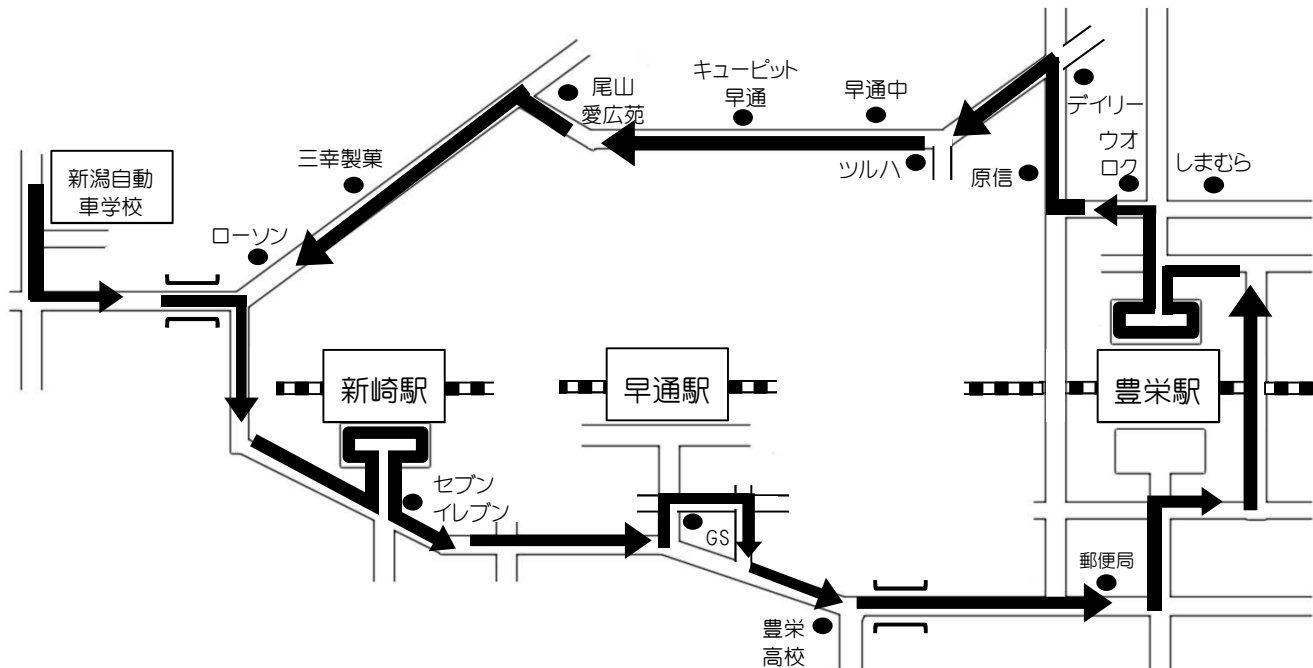 キューピット
早通
早通中
尾山
愛広苑
デイリー
三幸製菓
ツルハ
原信
ウオ
ロク
しまむら
新潟自動
車学校
ローソン
新崎駅
早通駅
豊栄駅
セブン
イレブン
GS
郵便局
豊栄
高校